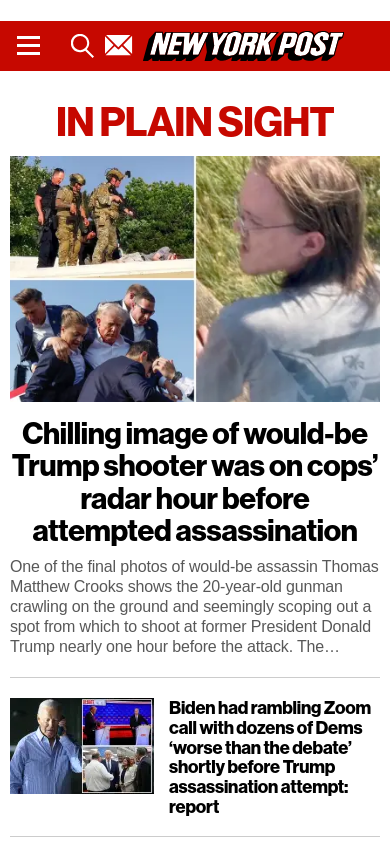 NEW YORK POST
IN PLAIN SIGHT
Chilling image of would-be
Trump shooter was on cops’
radar hour before
attempted assassination
One of the final photos of would-be assassin Thomas
Matthew Crooks shows the 20-year-old gunman
crawling on the ground and seemingly scoping out a
spot from which to shoot at former President Donald
Trump nearly one hour before the attack. The…
Biden had rambling Zoom
call with dozens of Dems
‘worse than the debate’
shortly before Trump
assassination attempt:
report